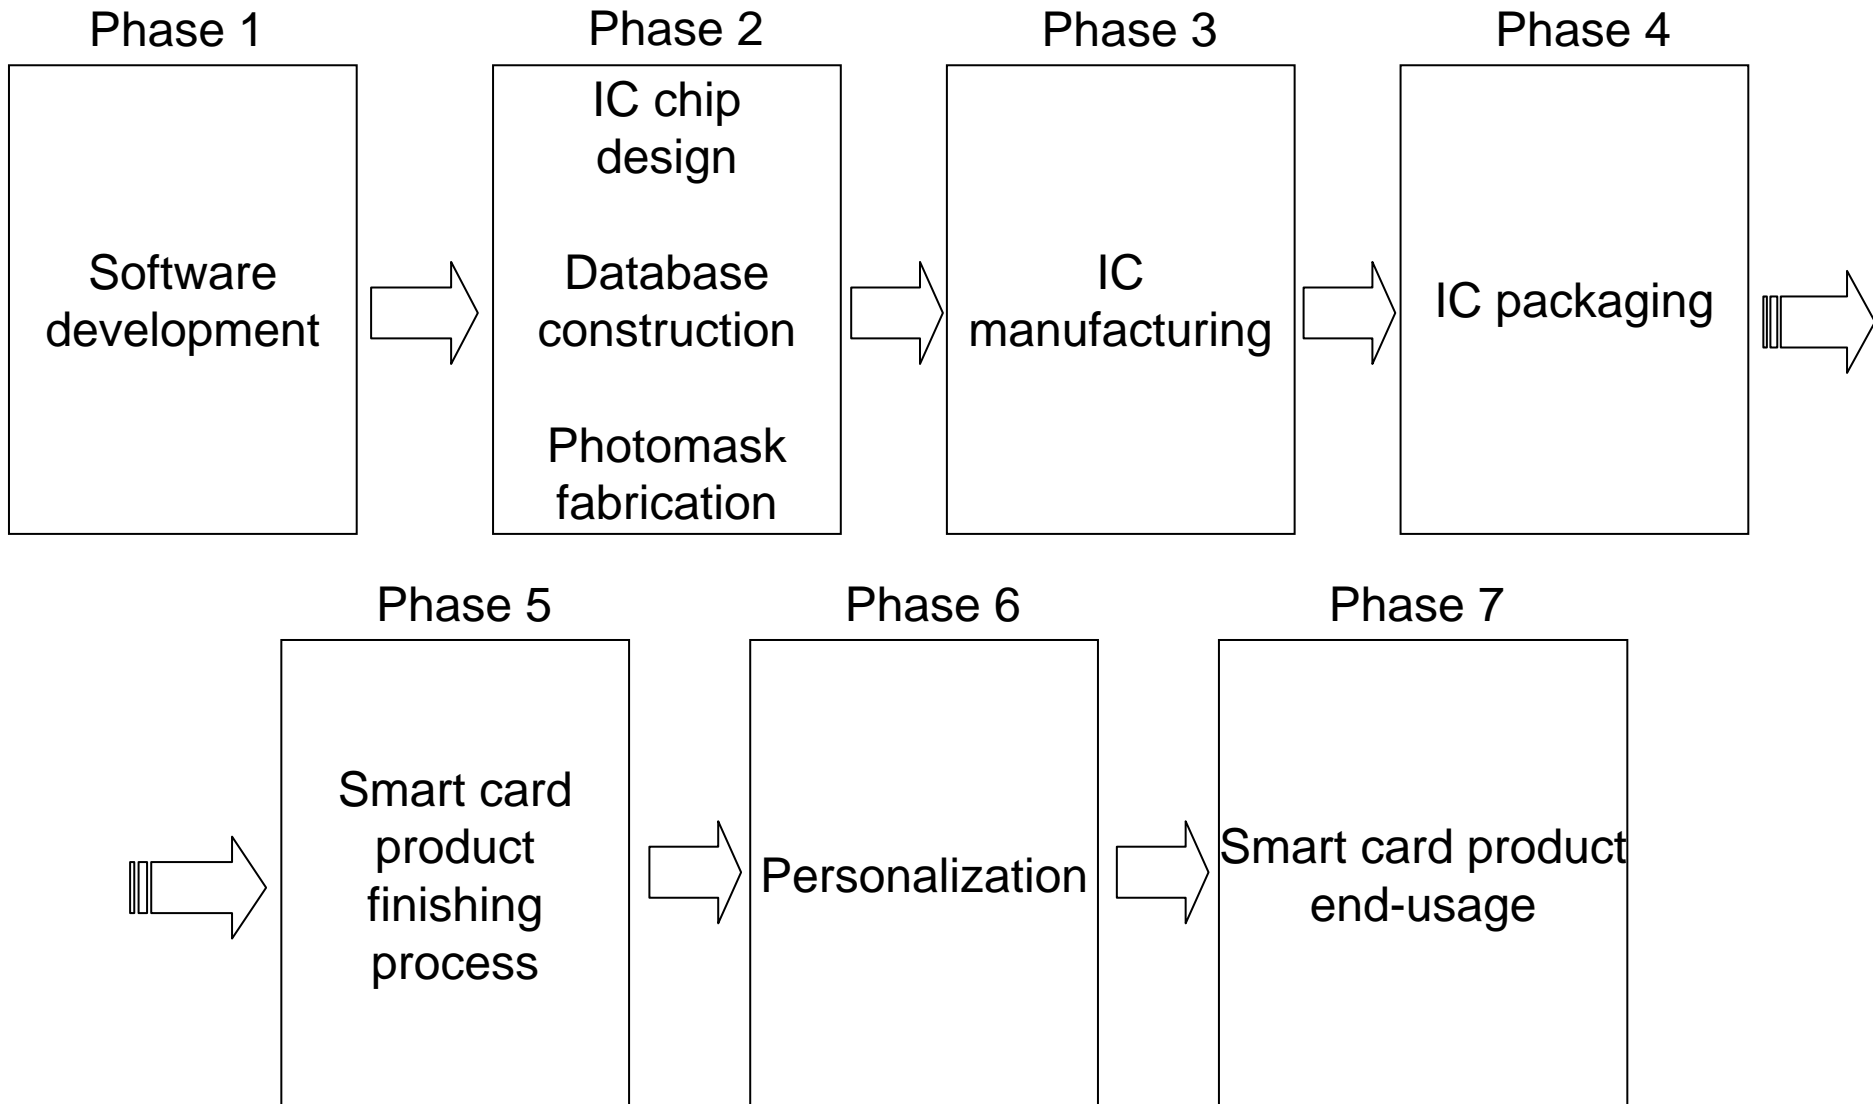 Phase 1
Software
development
Phase 2
IC chip
design
Database
construction
Photomask
fabrication
Phase 3
IC
manufacturing
Phase 4
IC packaging
Phase 5
Smart card
product
finishing
process
Phase 6
Personalization
Phase 7
Smart card product
end-usage